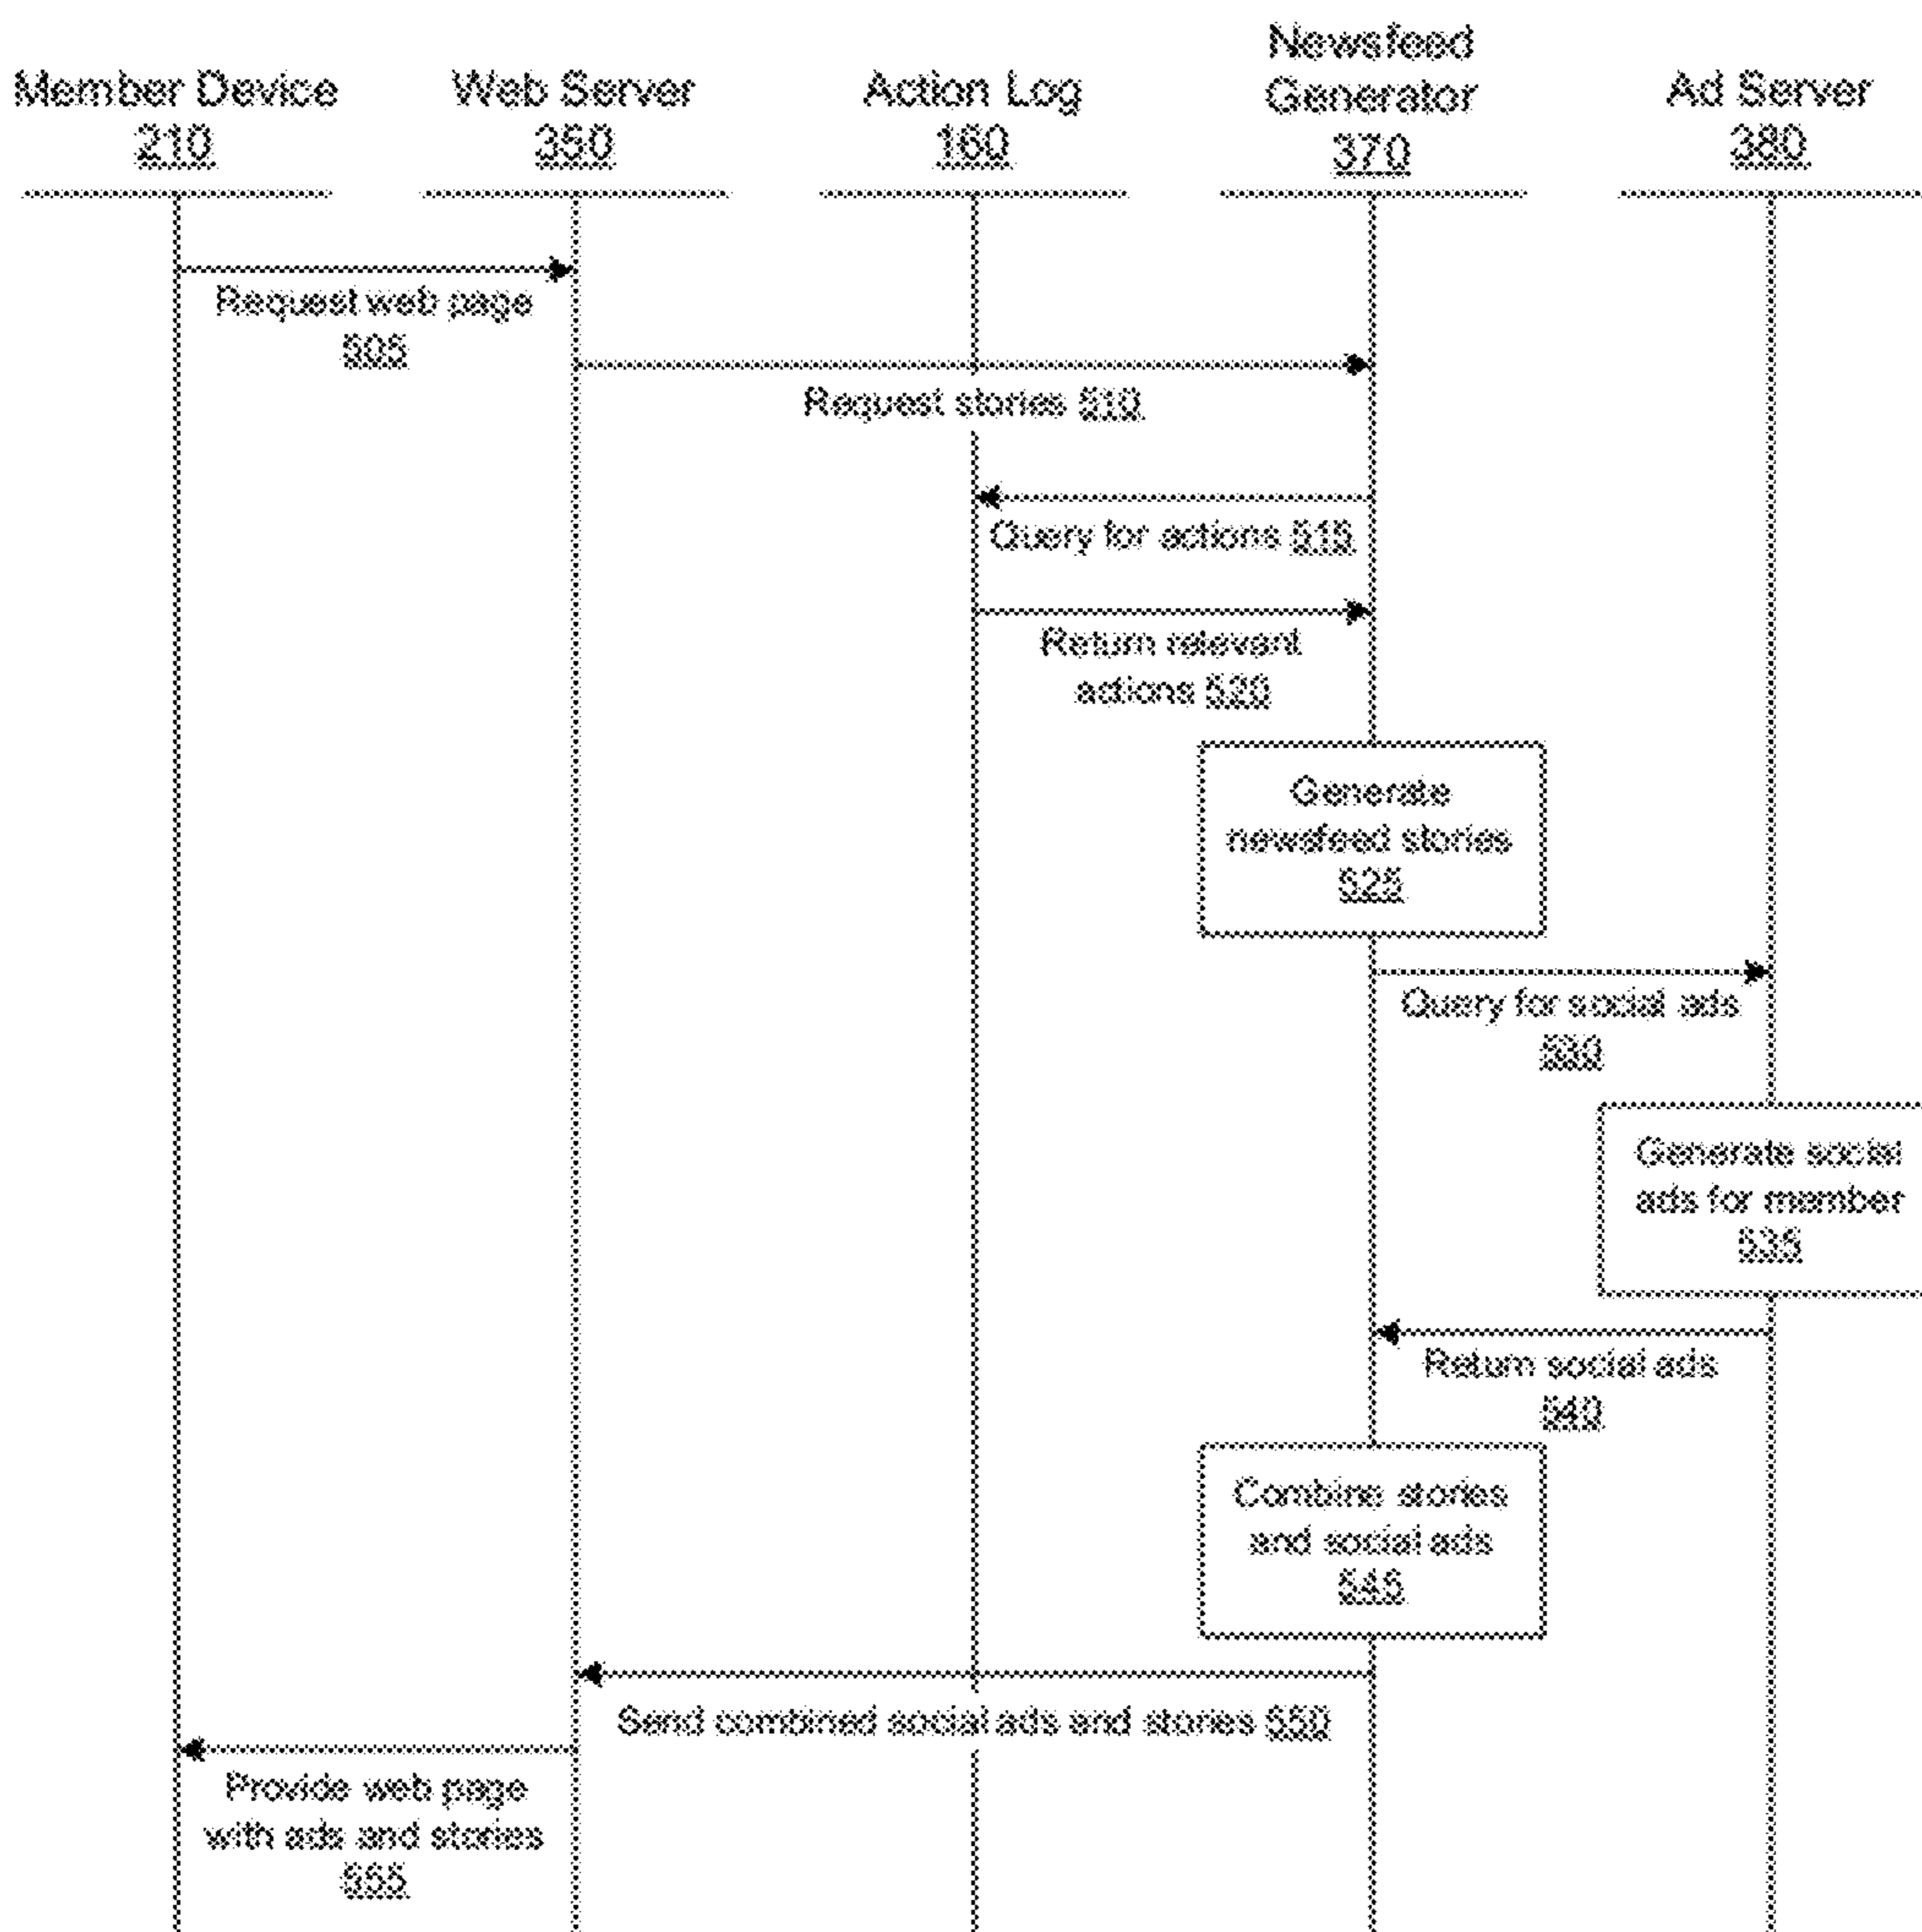 Member Device
210
Web Server
350
Action Log
160
Newsfeed
Generator
370
Ad Server
380
Request web page
505
Request stories 510
Query for actions 515
Return relevant
actions 520
Generate
newsfeed stories
525
Query for social ads
530
Generate social
ads for member
535
Return social ads
540
Combine stories
and social ads
545
Send combined social ads and stories 550
Provide web page
with ads and stories
555